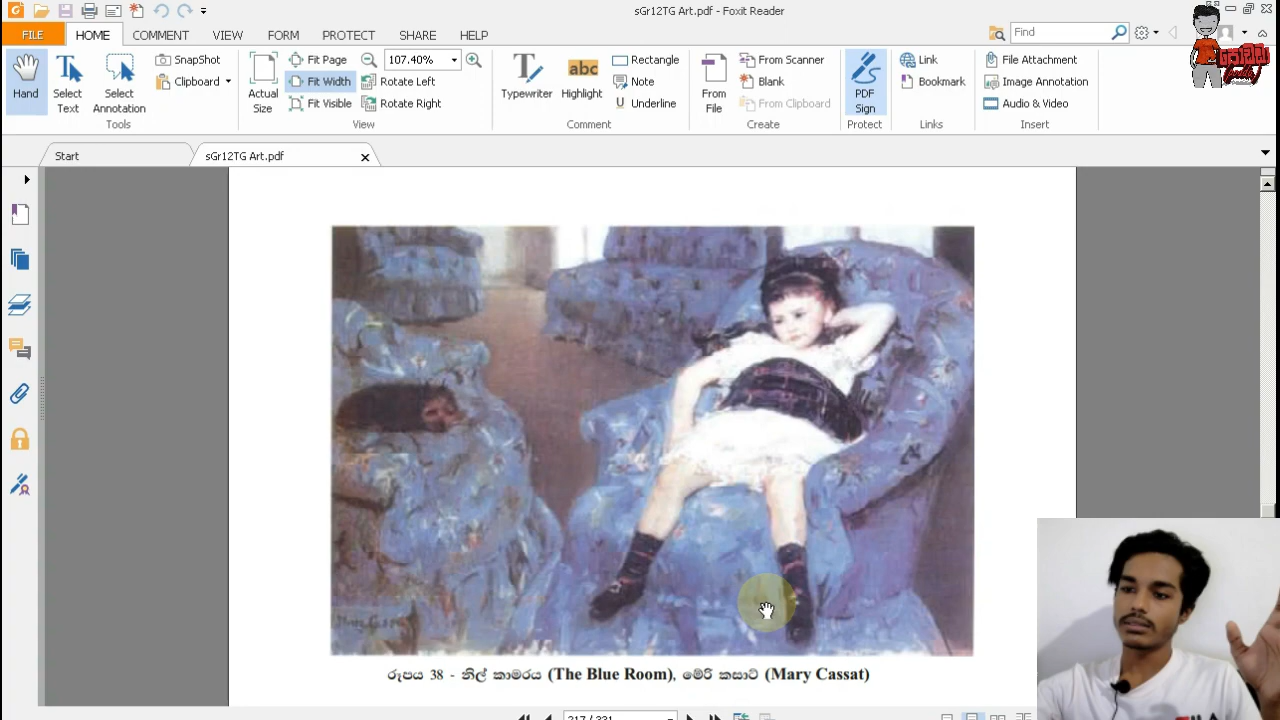 sGr12TG Art.pdf - Foxit Reader
FILE HOME COMMENT VIEW FORM PROTECT SHARE HELP
Find
Hand
Select Text
Select Annotation
SnapShot
Clipboard
Tools
Actual Size
Fit Page
Fit Width
Fit Visible
107.40%
Rotate Left
Rotate Right
View
Typewriter
Highlight
Rectangle
Note
Underline
Comment
From File
From Scanner
Blank
From Clipboard
Create
PDF Sign
Protect
Link
Bookmark
Links
File Attachment
Image Annotation
Audio & Video
Insert
Start
sGr12TG Art.pdf
රූපය 38 - නිල් කාමරය (The Blue Room), මේරි කසාට් (Mary Cassat)
217 / 331